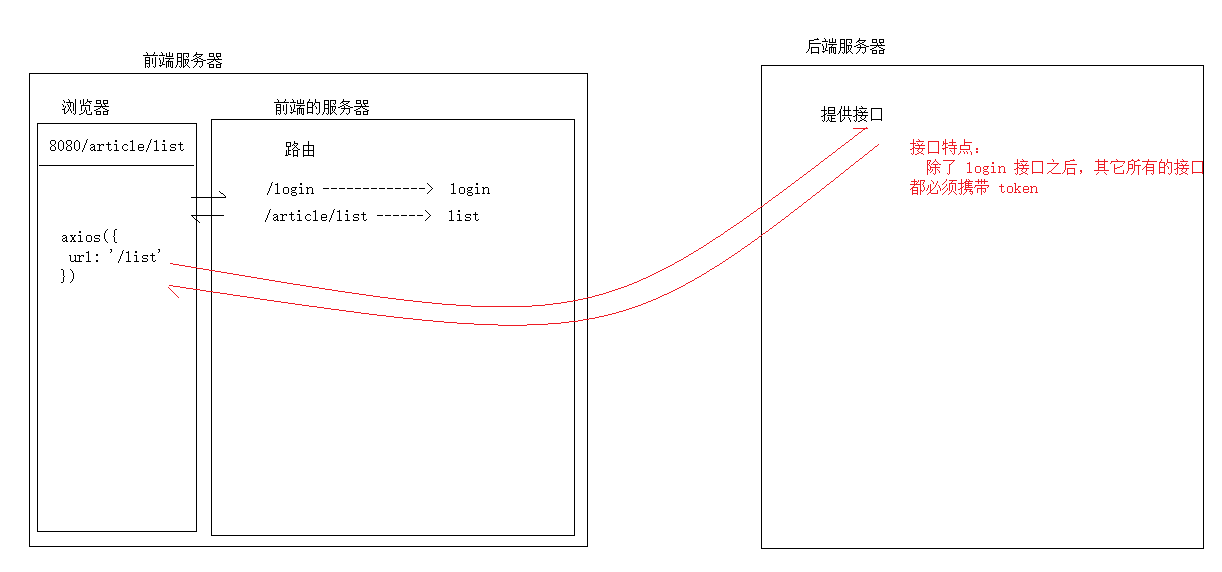 前端服务器
浏览器
8080/article/list
axios({
url: '/list'
})
前端的服务器
路由
/login -------------> login
/article/list ------> list
后端服务器
提供接口
接口特点：
除了 login 接口之后，其它所有的接口
都必须携带 token